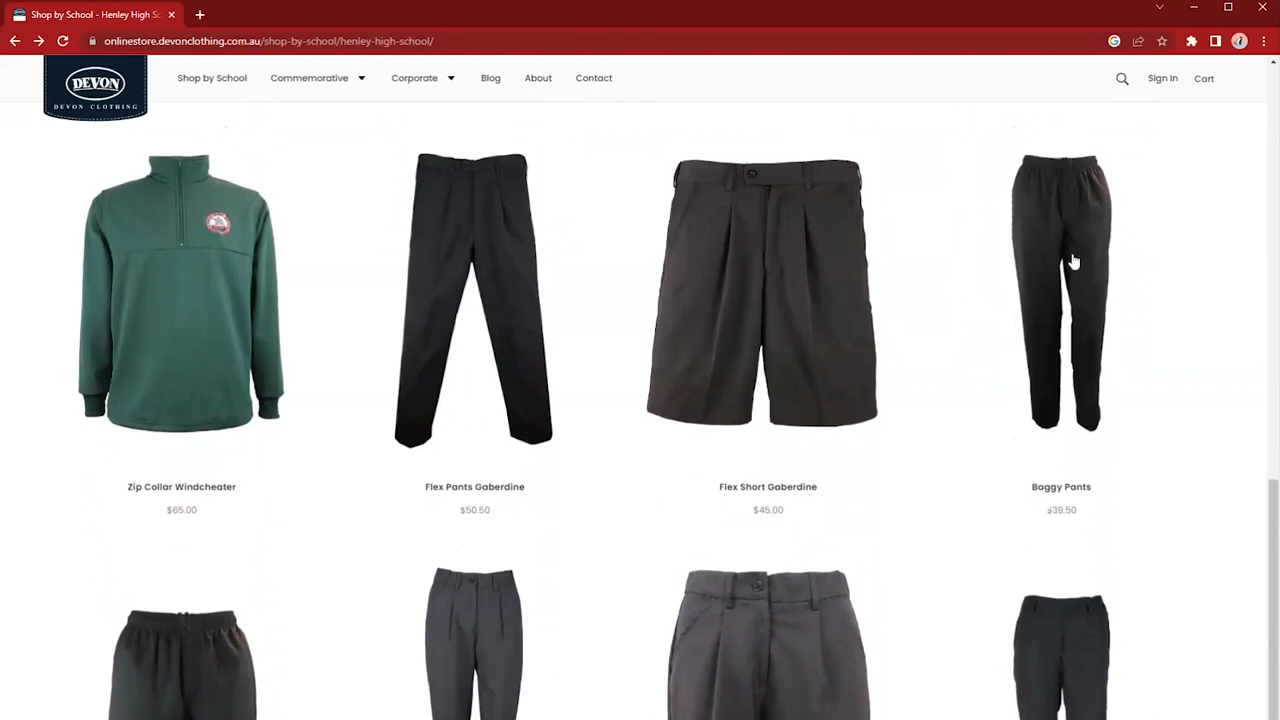 Shop by School - Henley High Sc
onlinestore.devonclothing.com.au/shop-by-school/henley-high-school/
DEVON
DEVON CLOTHING
Shop by School Commemorative Corporate Blog About Contact Sign In Cart
Zip Collar Windcheater Flex Pants Gaberdine Flex Short Gaberdine Baggy Pants
$65.00 $50.50 $45.00 $39.50